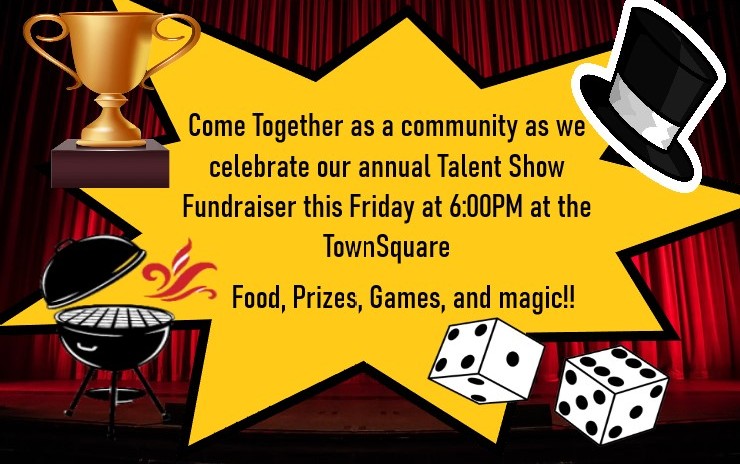 Come Together as a community as we
celebrate our annual Talent Show
Fundraiser this Friday at 6:00PM at the
TownSquare
Food, Prizes, Games, and magic!!